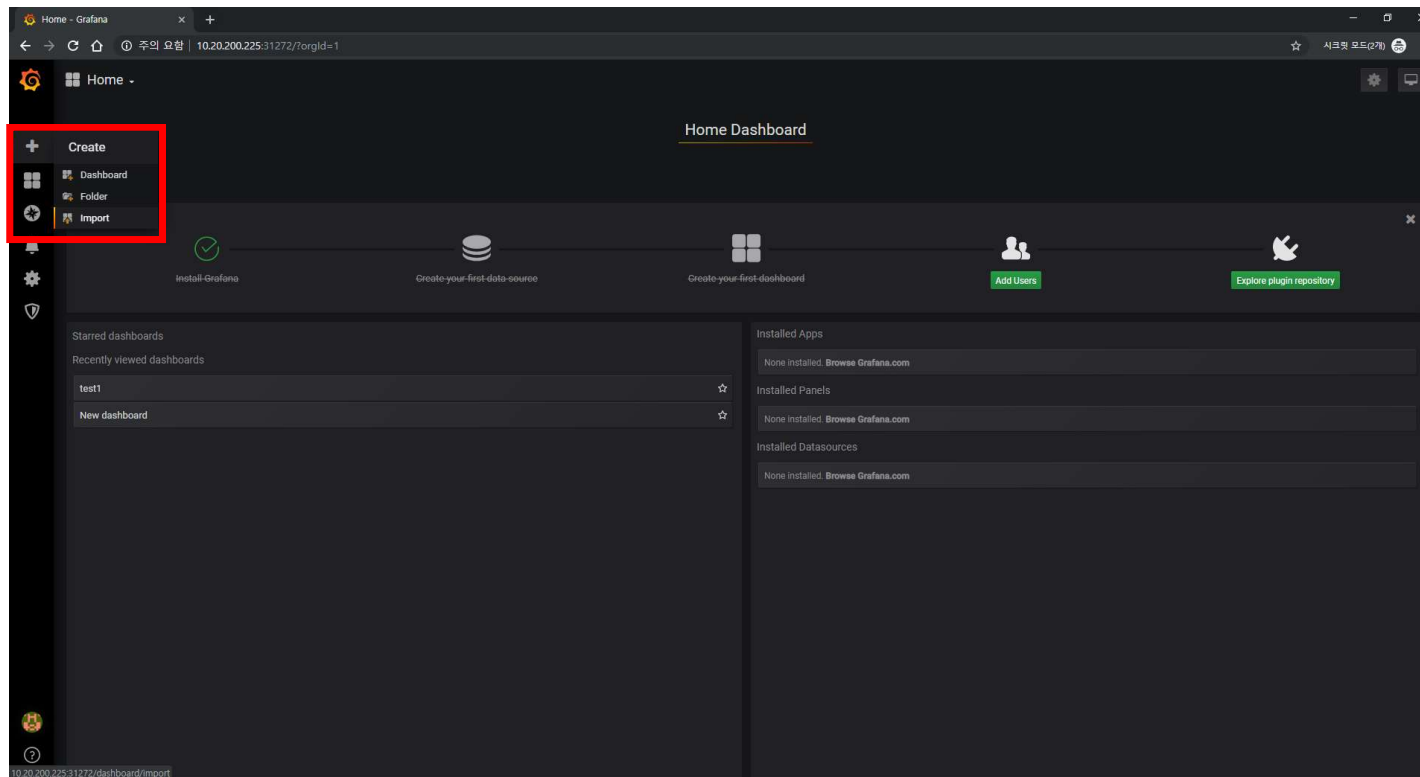 Home - Grafana
주의 요함 | 10.20.200.225:31272/?orgId=1
시크릿 모드(2개)
Home
Home Dashboard
Create
Dashboard
Folder
Import
Install Grafana
Create your first data source
Create your first dashboard
Add Users
Explore plugin repository
Starred dashboards
Recently viewed dashboards
test1
New dashboard
Installed Apps
None installed. Browse Grafana.com
Installed Panels
None installed. Browse Grafana.com
Installed Datasources
None installed. Browse Grafana.com
10.20.200.225:31272/dashboard/import